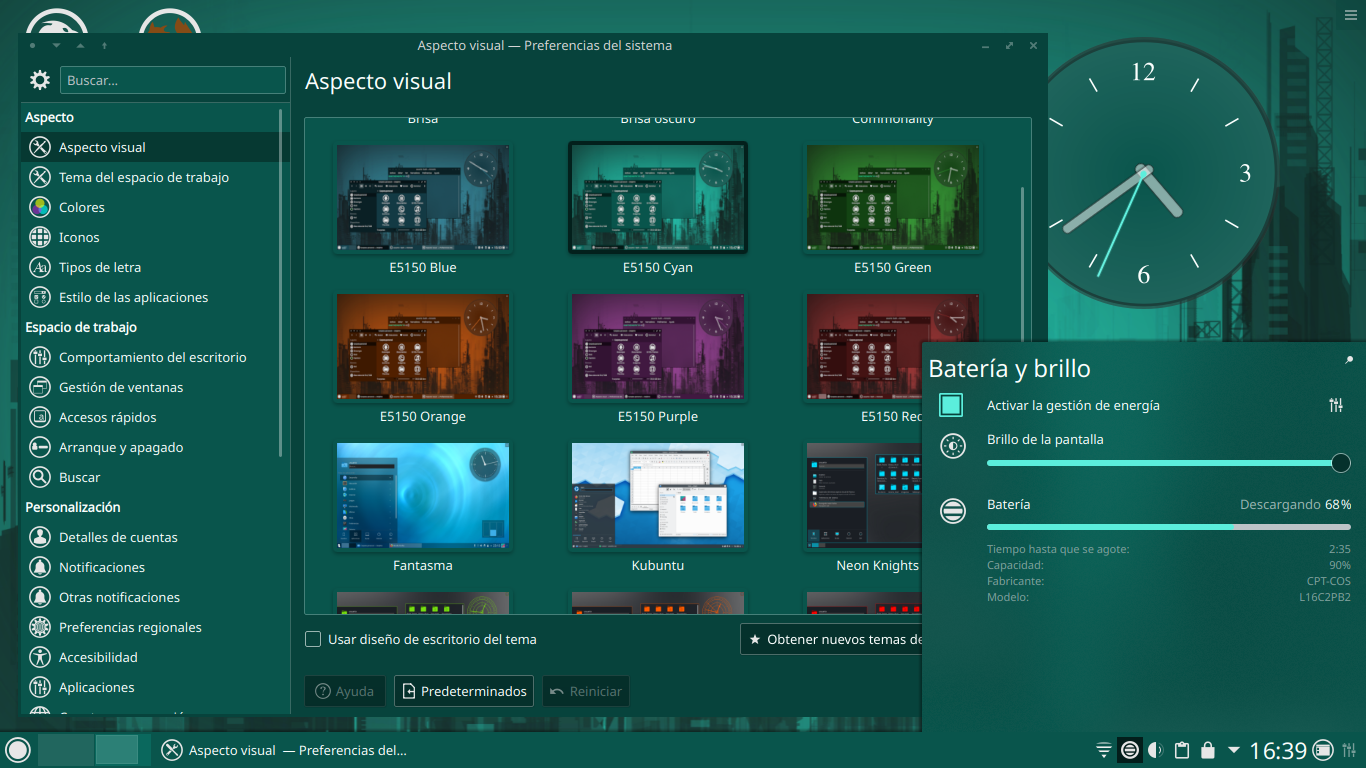 Aspecto visual — Preferencias del sistema
Buscar...
Aspecto
Aspecto visual
Tema del espacio de trabajo
Colores
Iconos
Tipos de letra
Estilo de las aplicaciones
Espacio de trabajo
Comportamiento del escritorio
Gestión de ventanas
Accesos rápidos
Arranque y apagado
Buscar
Personalización
Detalles de cuentas
Notificaciones
Otras notificaciones
Preferencias regionales
Accesibilidad
Aplicaciones
Aspecto visual
Brisa
Brisa oscuro
Commonality
E5150 Blue
E5150 Cyan
E5150 Green
E5150 Orange
E5150 Purple
E5150 Red
Fantasma
Kubuntu
Neon Knights
Usar diseño de escritorio del tema
Obtener nuevos temas de
Ayuda
Predeterminados
Reiniciar
12
3
6
Batería y brillo
Activar la gestión de energía
Brillo de la pantalla
Batería Descargando 68%
Tiempo hasta que se agote: 2:35
Capacidad: 90%
Fabricante: CPT-COS
Modelo: L16C2PB2
Aspecto visual — Preferencias del...
16:39